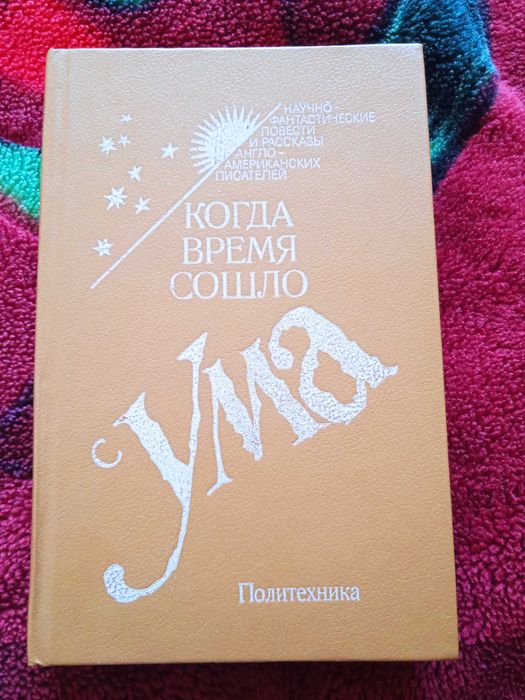 НАУЧНО-
ФАНТАСТИЧЕСКИЕ
ПОВЕСТИ
И РАССКАЗЫ
АНГЛО-
АМЕРИКАНСКИХ
ПИСАТЕЛЕЙ
КОГДА
ВРЕМЯ
СОШЛО
С УМА
Политехника